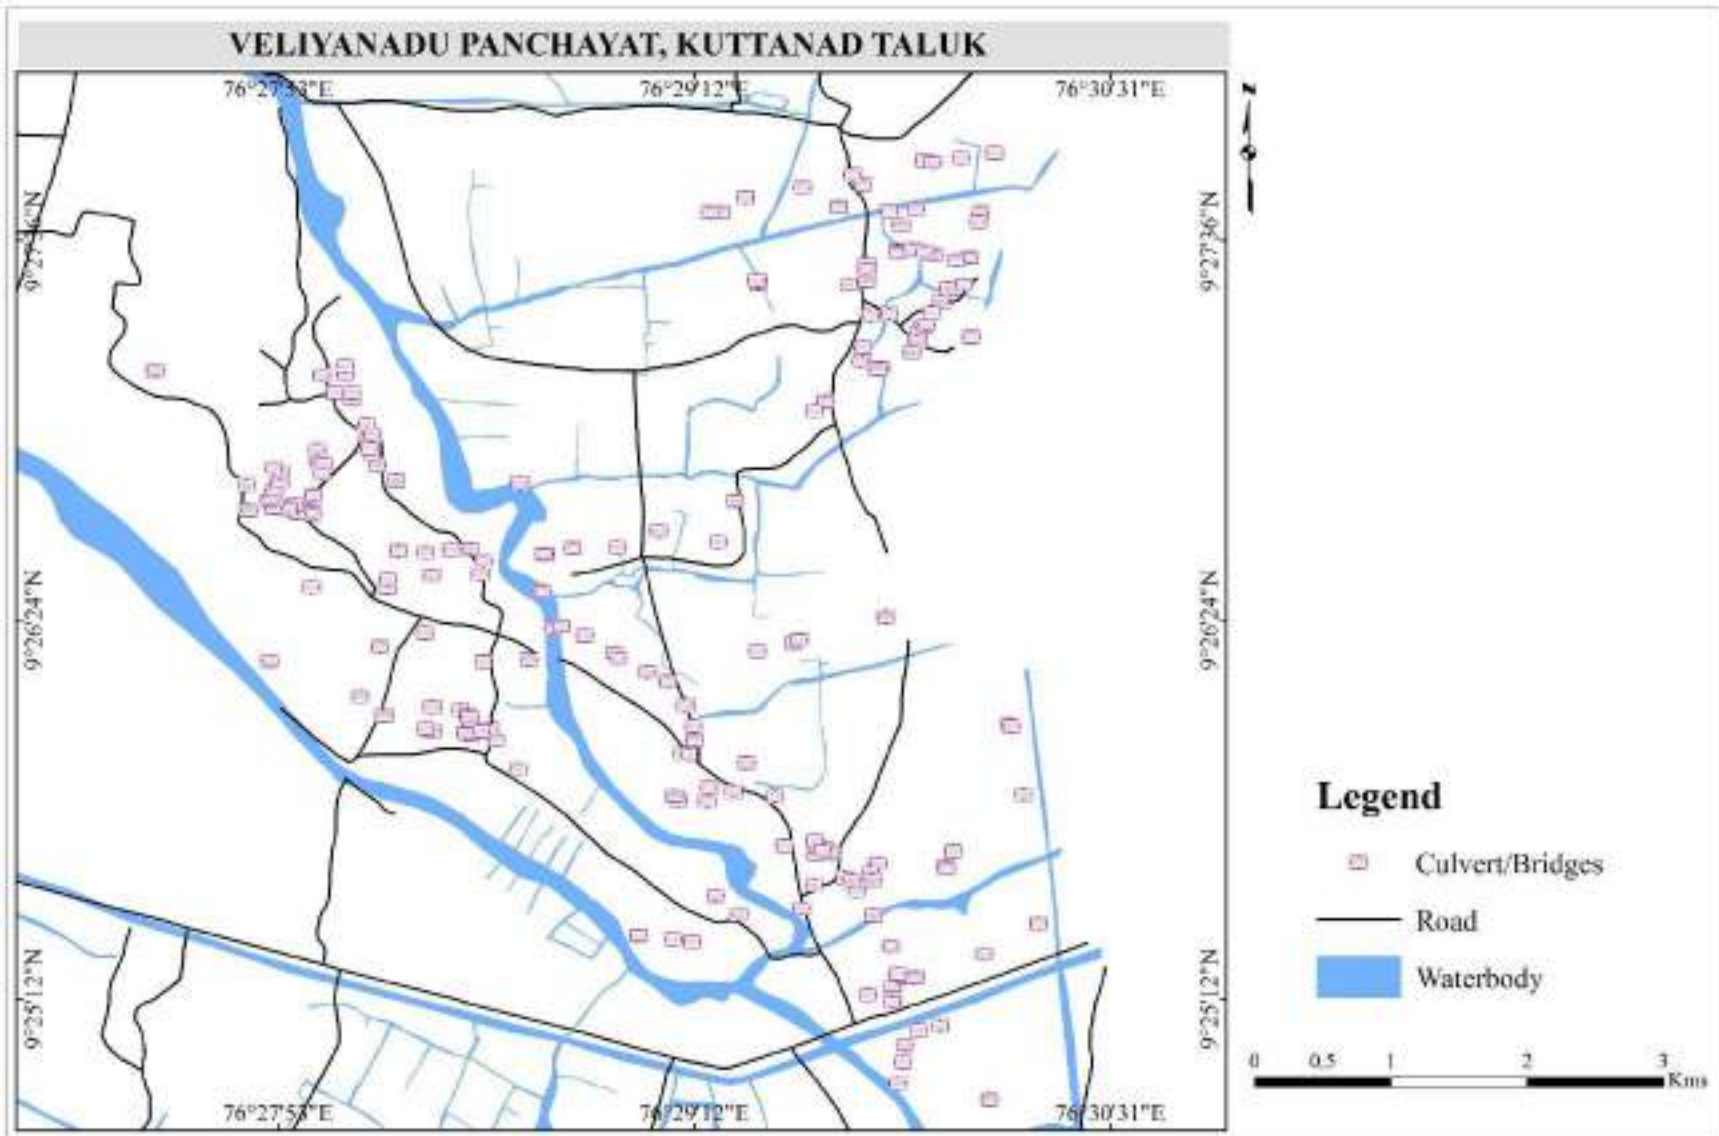 VELIYANADU PANCHAYAT, KUTTANAD TALUK
76°27'53"E 76°29'12"E 76°30'31"E
z
9°27'36"N 9°27'36"N
9°26'24"N 9°26'24"N
9°25'12"N 9°25'12"N
76°27'53"E 76°29'12"E 76°30'31"E
Legend
Culvert/Bridges
Road
Waterbody
0 0.5 1 2 3
Kms